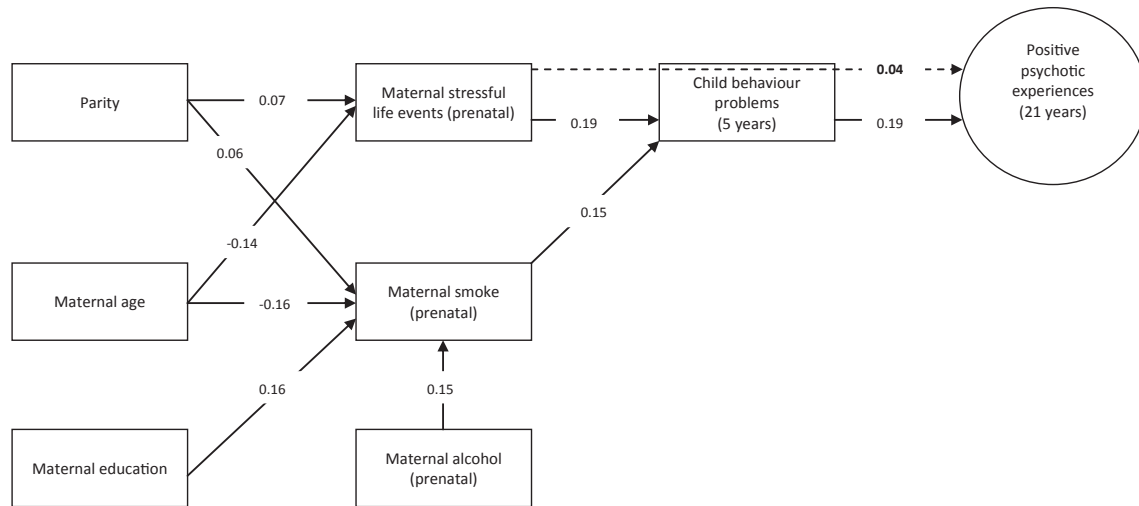 Parity
0.07
Maternal stressful
life events (prenatal)
0.04
0.19
Child behaviour
problems
(5 years)
0.19
Positive
psychotic
experiences
(21 years)
0.06
0.15
-0.14
Maternal age
-0.16
Maternal smoke
(prenatal)
0.16
0.15
Maternal education
Maternal alcohol
(prenatal)